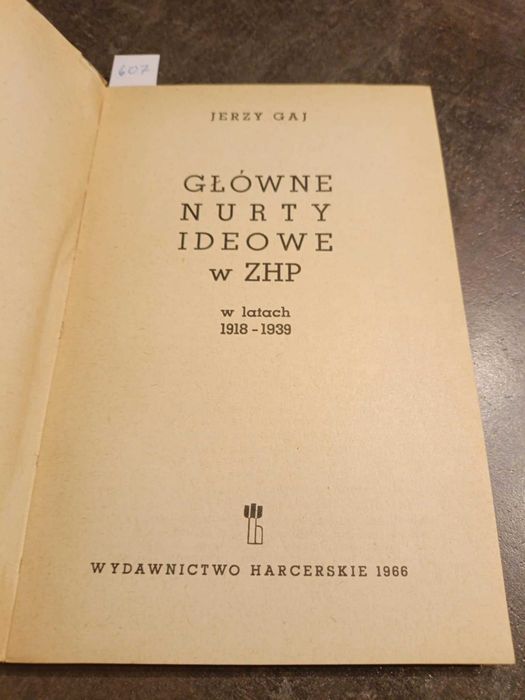 607
JERZY GAJ
GŁÓWNE
NURTY
IDEOWE
w ZHP
w latach
1918 - 1939
WYDAWNICTWO HARCERSKIE 1966